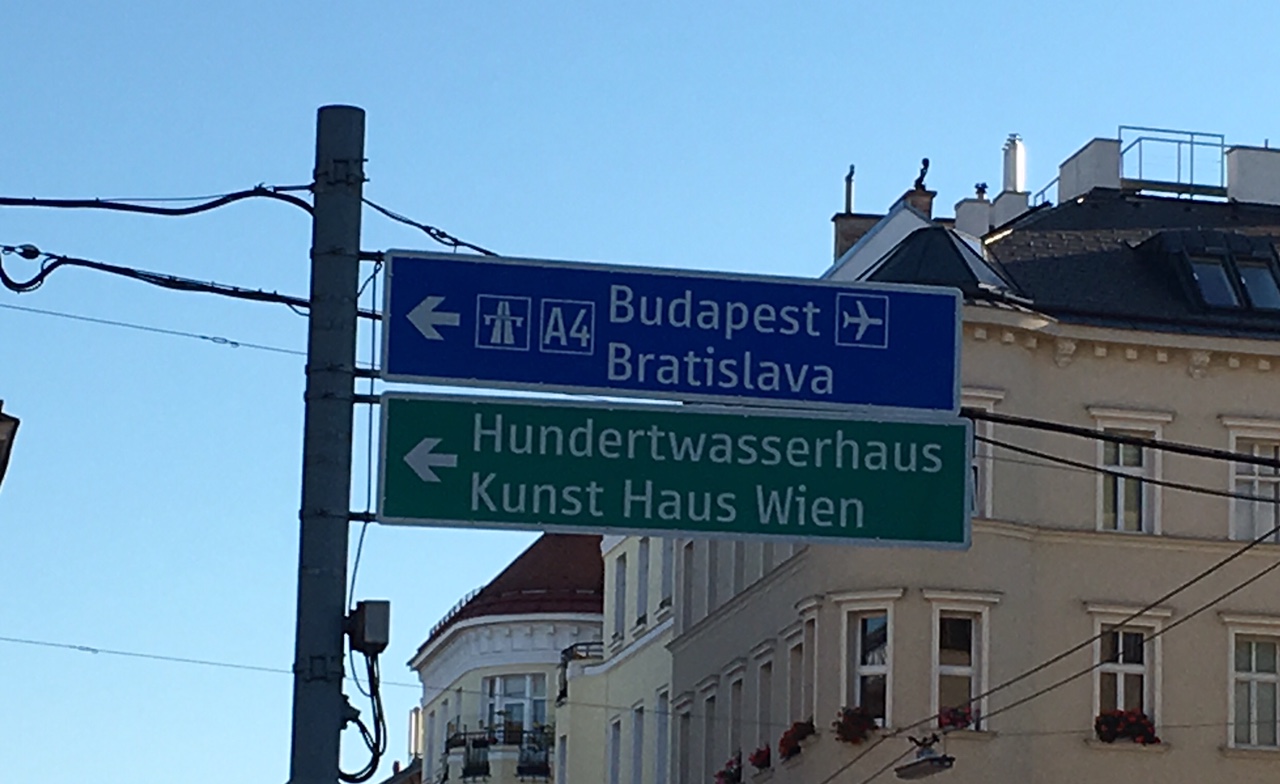 A4 Budapest
Bratislava
Hundertwasserhaus
Kunst Haus Wien